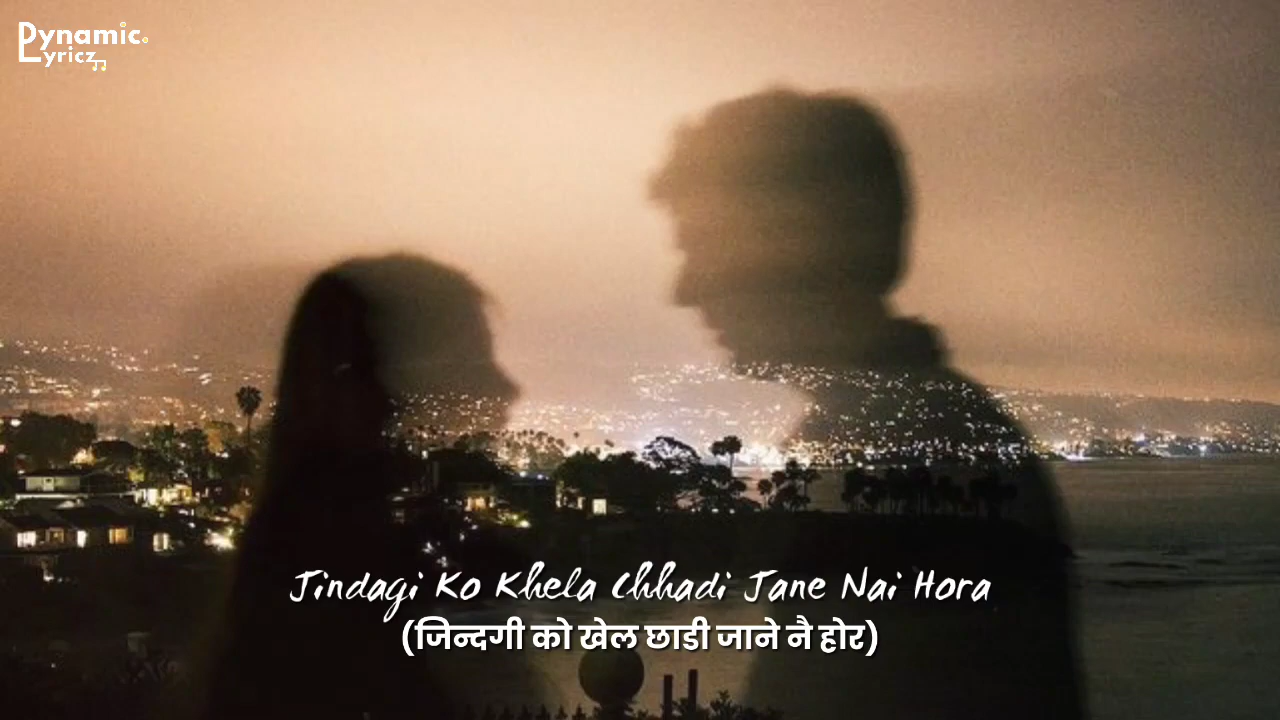 Dynamic
Lyricz
Jindagi Ko Khela Chhadi Jane Nai Hora
(जिन्दगी को खेल छाडी जाने नै होर)